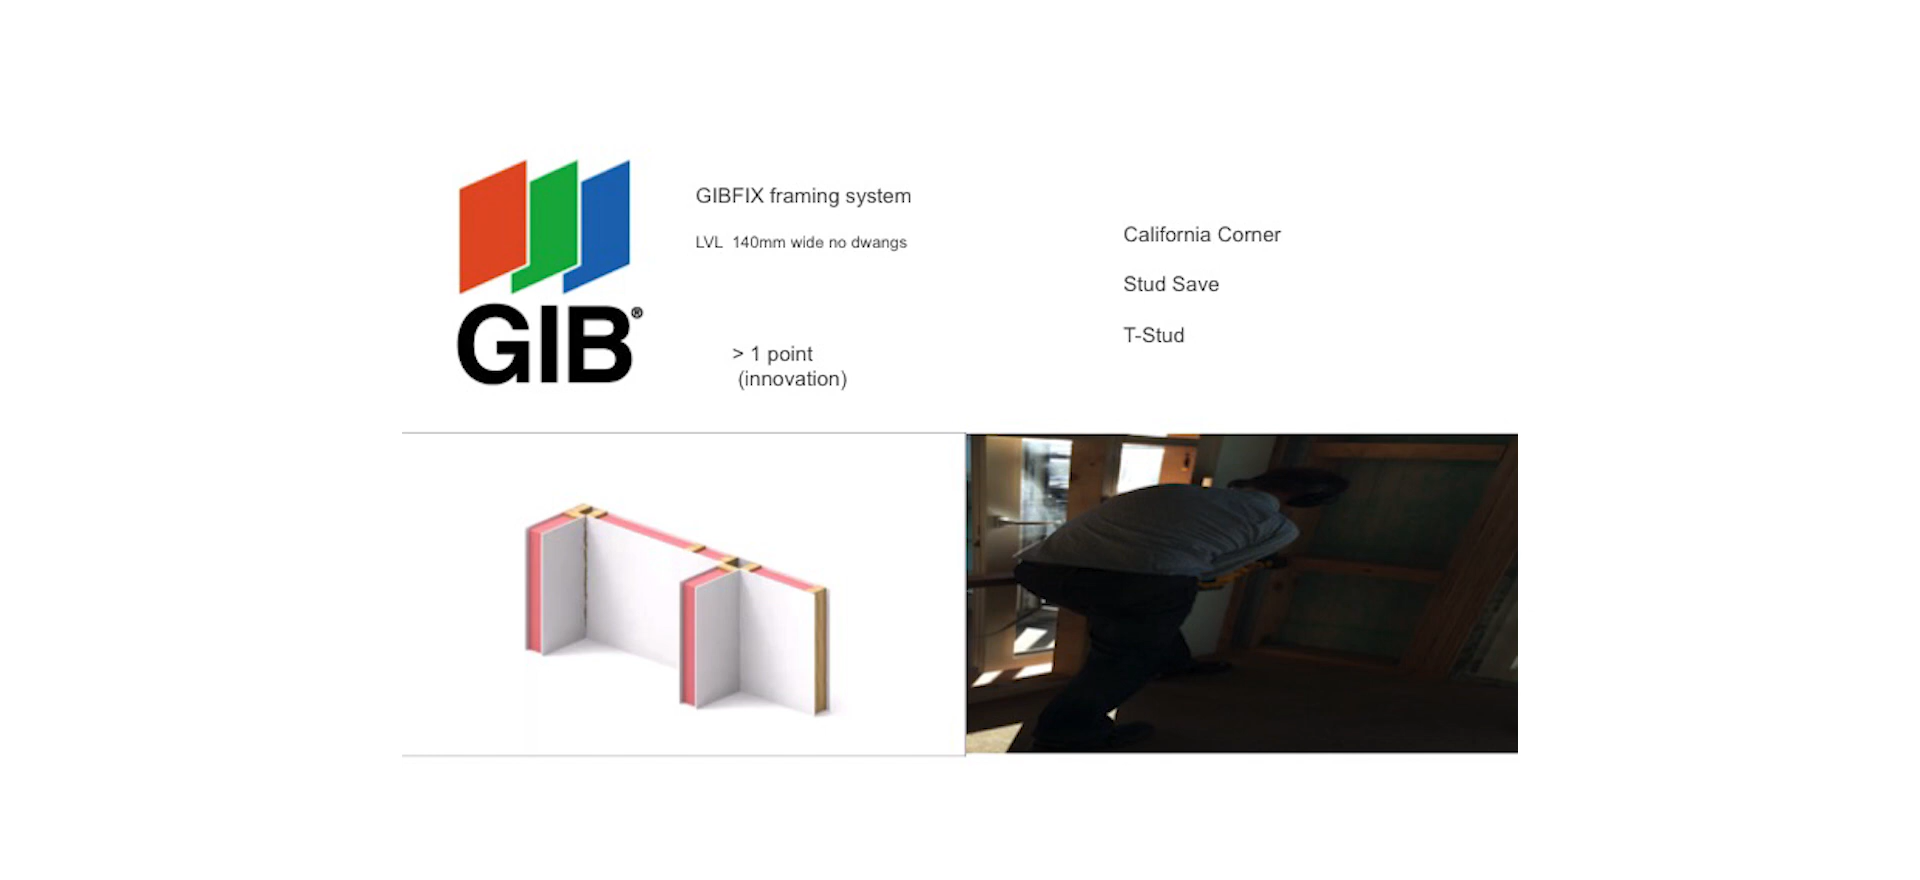 GIB®
GIBFIX framing system
LVL  140mm wide no dwangs
> 1 point
(innovation)
California Corner
Stud Save
T-Stud